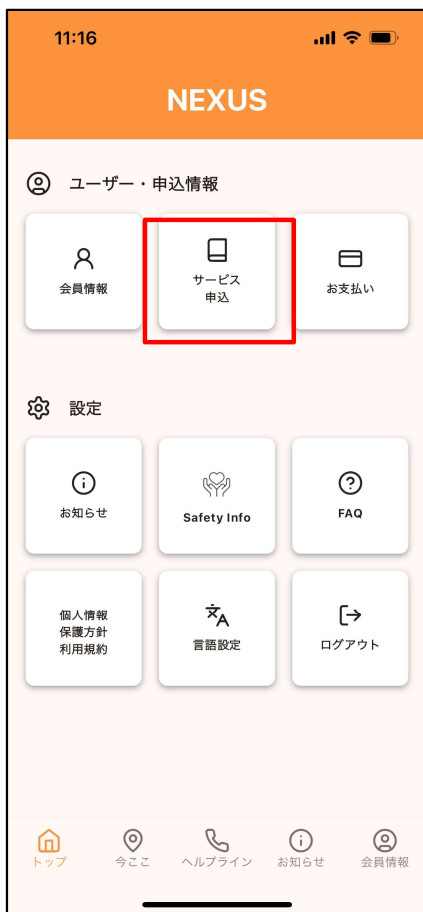 11:16
NEXUS
ユーザー・申込情報
会員情報
サービス
申込
お支払い
設定
お知らせ
Safety Info
FAQ
個人情報
保護方針
利用規約
言語設定
ログアウト
トップ
今ここ
ヘルプライン
お知らせ
会員情報